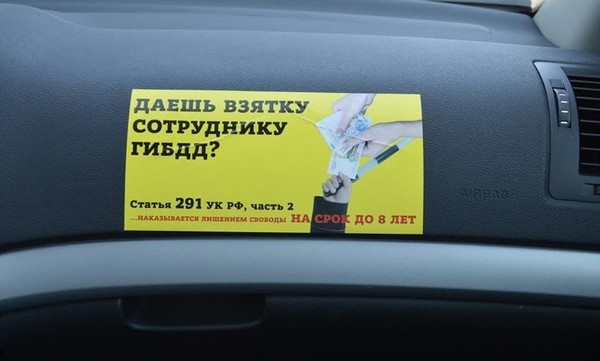 ДАЕШЬ ВЗЯТКУ
СОТРУДНИКУ
ГИБДД?
Статья 291 УК РФ, часть 2
...НАКАЗЫВАЕТСЯ ЛИШЕНИЕМ СВОБОДЫ НА СРОК ДО 8 ЛЕТ
AIRBAG